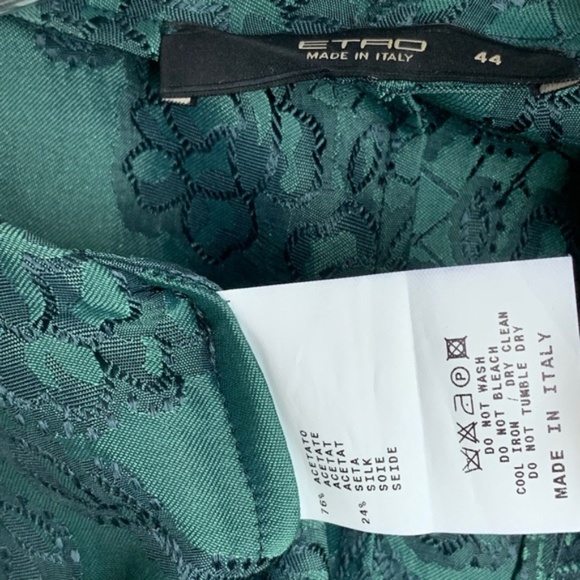 ETRO
MADE IN ITALY
44
76% ACETATO
ACETATE
ACETAT
ACETAT
24% SETA
SILK
SOIE
SEIDE
P
DO NOT WASH
DO NOT BLEACH
COOL IRON / DRY CLEAN
DO NOT TUMBLE DRY
MADE IN ITALY